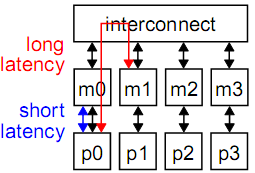 interconnect
long
latency
m0 m1 m2 m3
short
latency
p0 p1 p2 p3